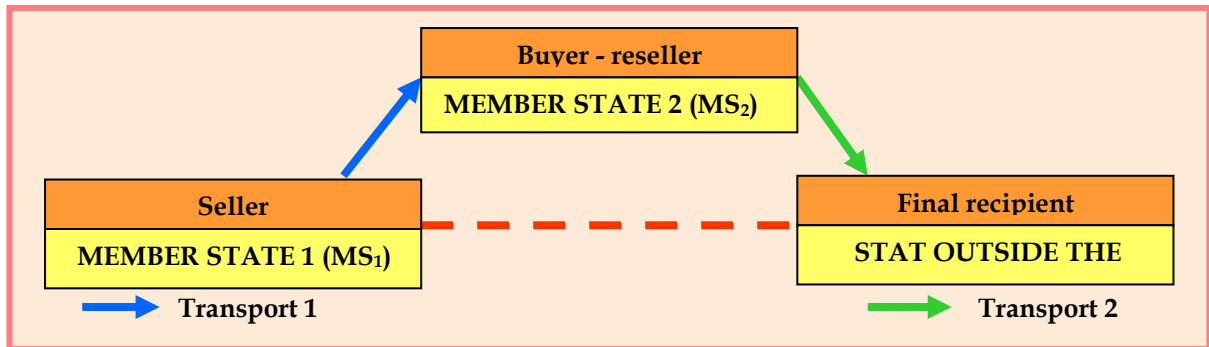 Buyer - reseller
MEMBER STATE 2 (MS₂)
Seller
MEMBER STATE 1 (MS₁)
Final recipient
STAT OUTSIDE THE
Transport 1
Transport 2